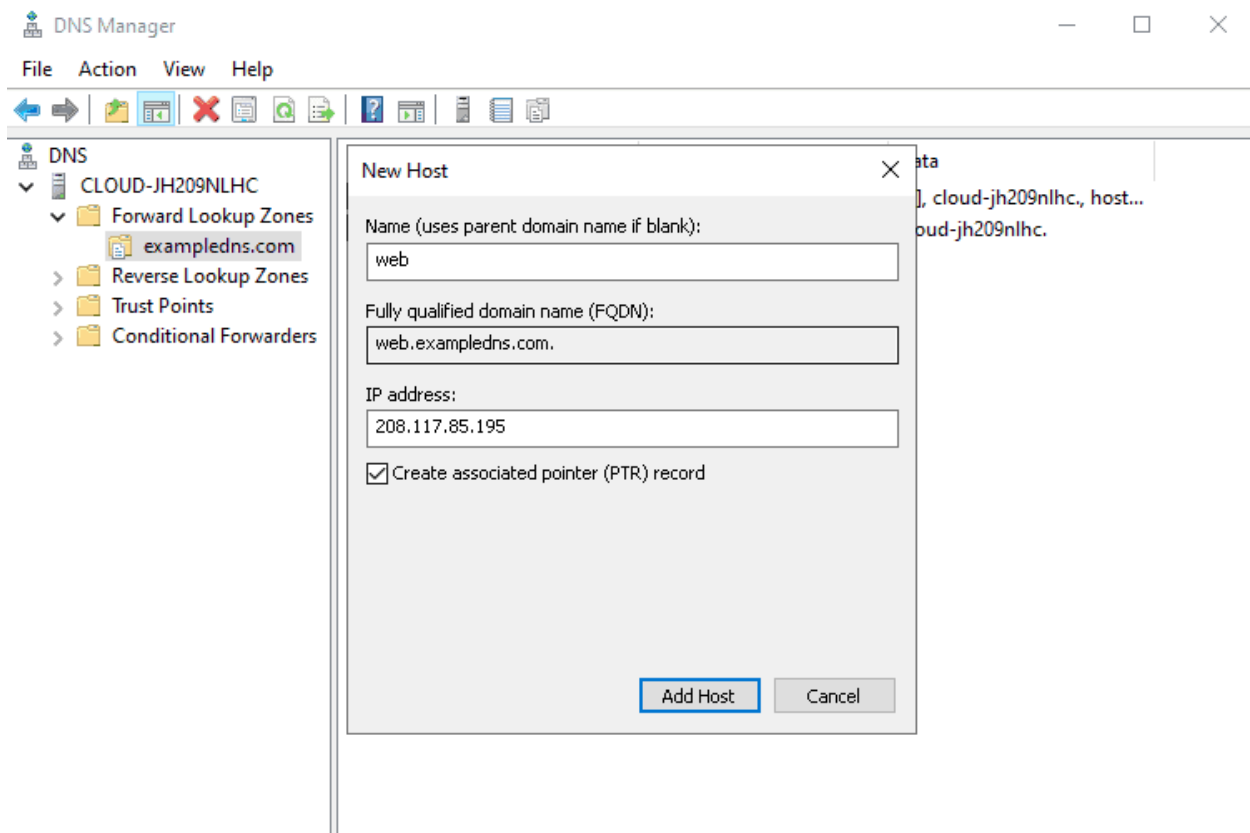 DNS Manager
File Action View Help
DNS
CLOUD-JH209NLHC
Forward Lookup Zones
exampledns.com
Reverse Lookup Zones
Trust Points
Conditional Forwarders
New Host
Name (uses parent domain name if blank):
web
Fully qualified domain name (FQDN):
web.exampledns.com.
IP address:
208.117.85.195
Create associated pointer (PTR) record
Add Host Cancel
ata
], cloud-jh209nlhc., host...
oud-jh209nlhc.